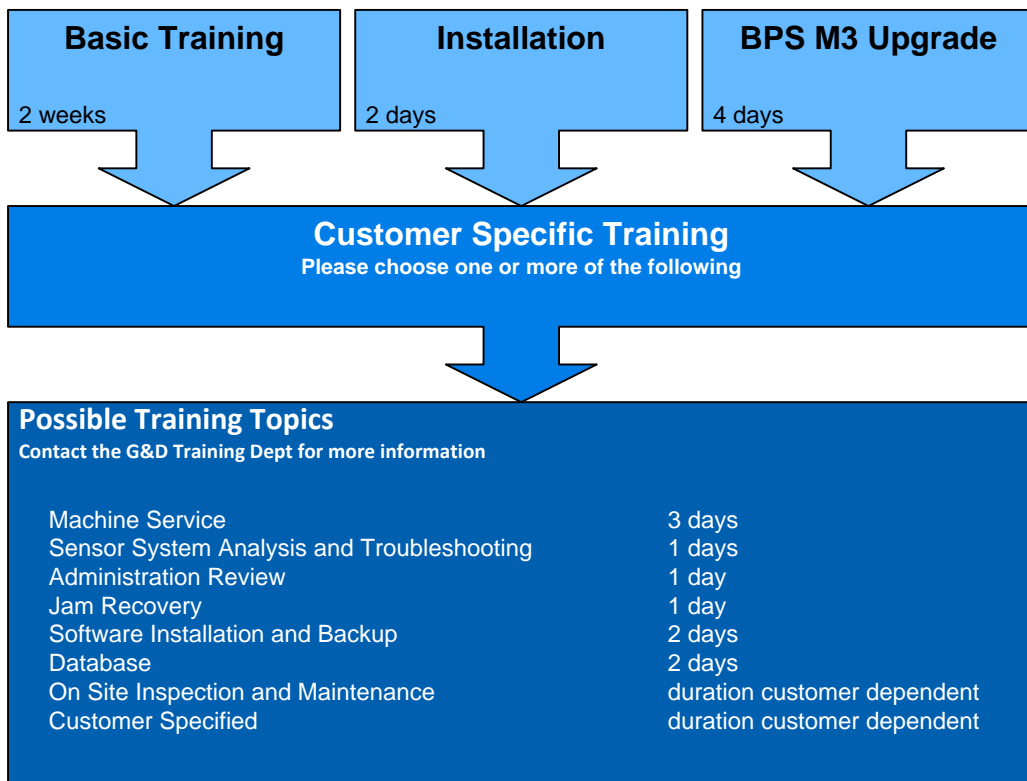 Basic Training
2 weeks
Installation
2 days
BPS M3 Upgrade
4 days
Customer Specific Training
Please choose one or more of the following
Possible Training Topics
Contact the G&D Training Dept for more information
Machine Service 3 days
Sensor System Analysis and Troubleshooting 1 days
Administration Review 1 day
Jam Recovery 1 day
Software Installation and Backup 2 days
Database 2 days
On Site Inspection and Maintenance duration customer dependent
Customer Specified duration customer dependent